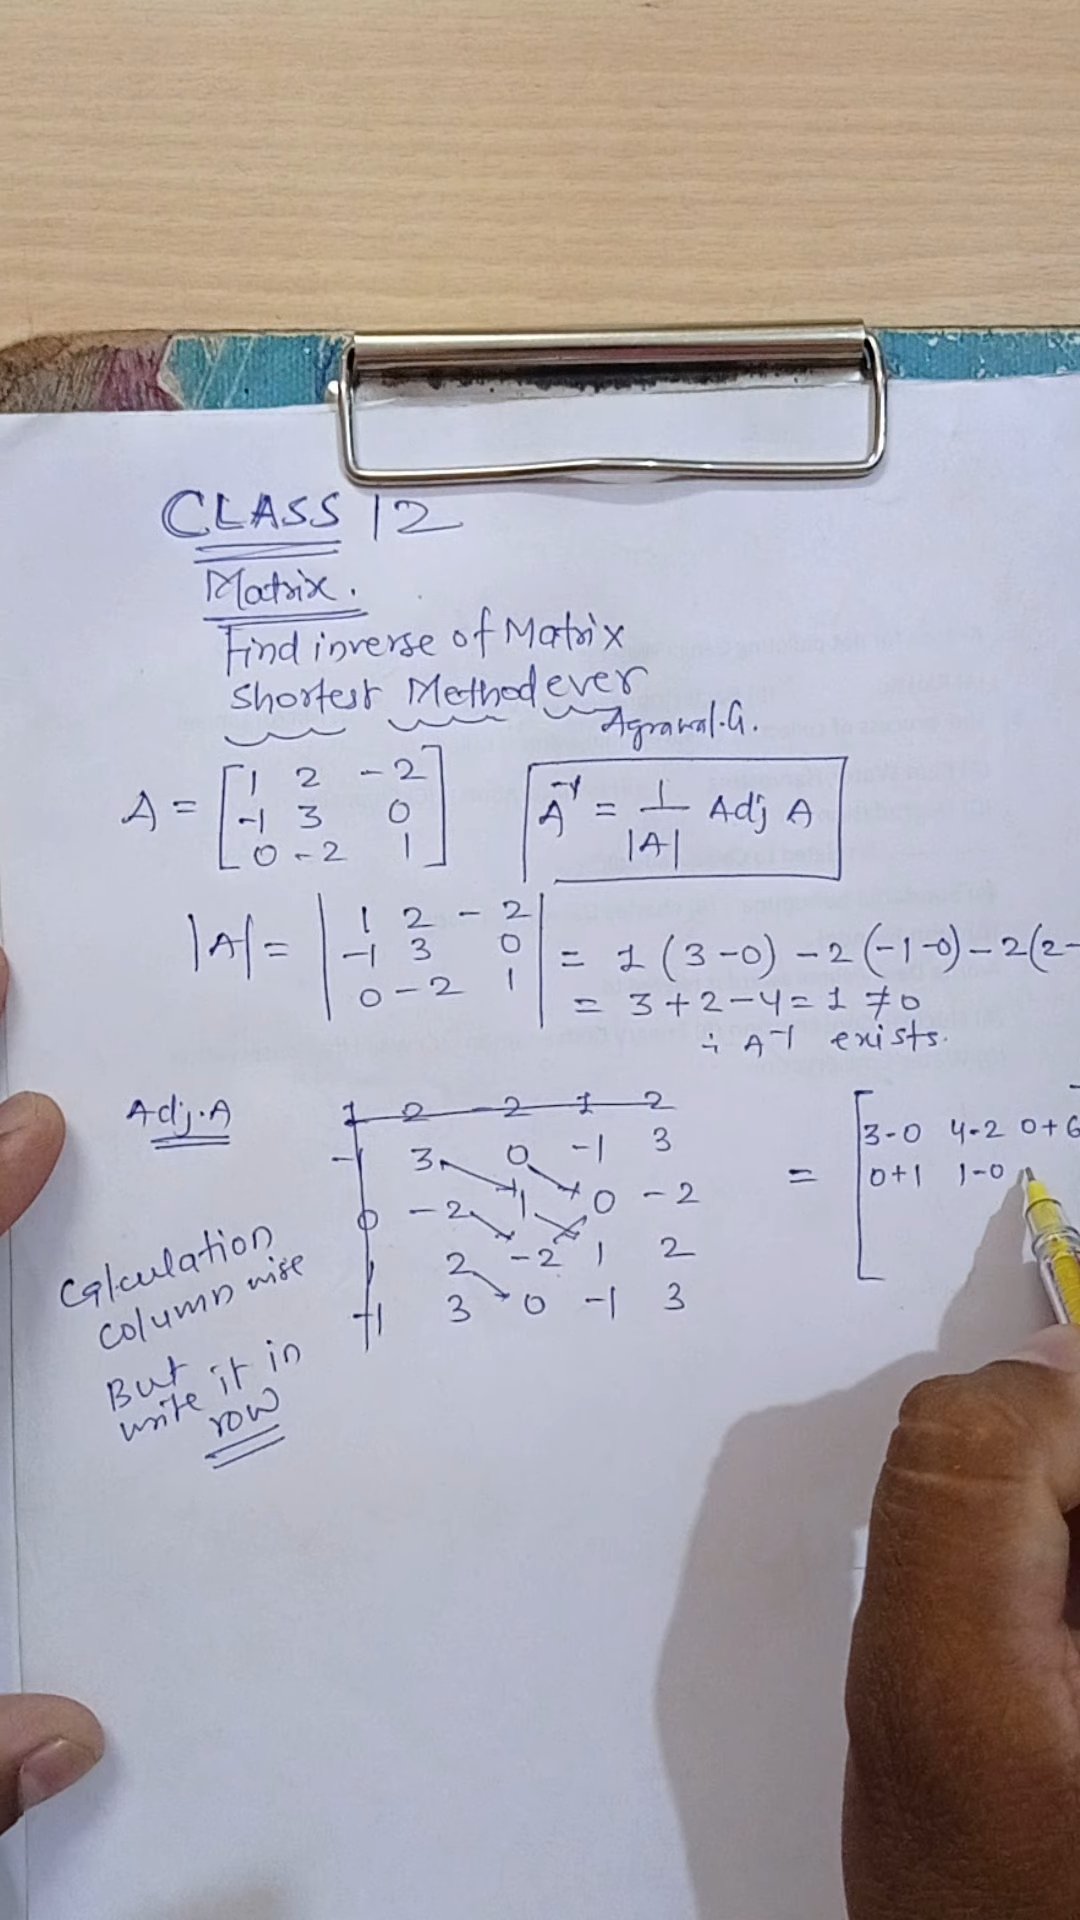 CLASS 12
Matrix.
Find inverse of Matrix
Shortest Method ever
Agrawal.G.
A = [ 1 2 -2
-1 3 0
0 -2 1 ]
A⁻¹ = 1/|A| Adj A
|A| = | 1 2 -2
-1 3 0
0 -2 1 |
= 1 (3-0) -2(-1-0) -2(2-
= 3+2-4 = 1 ≠ 0
∴ A⁻¹ exists.
Adj.A
1 2 -2 1 2
-1 3 0 -1 3
0 -2 1 0 -2
1 2 -2 1 2
-1 3 0 -1 3
= [ 3-0 4-2 0+6
0+1 1-0
Calculation
column wise
But
write it in
row